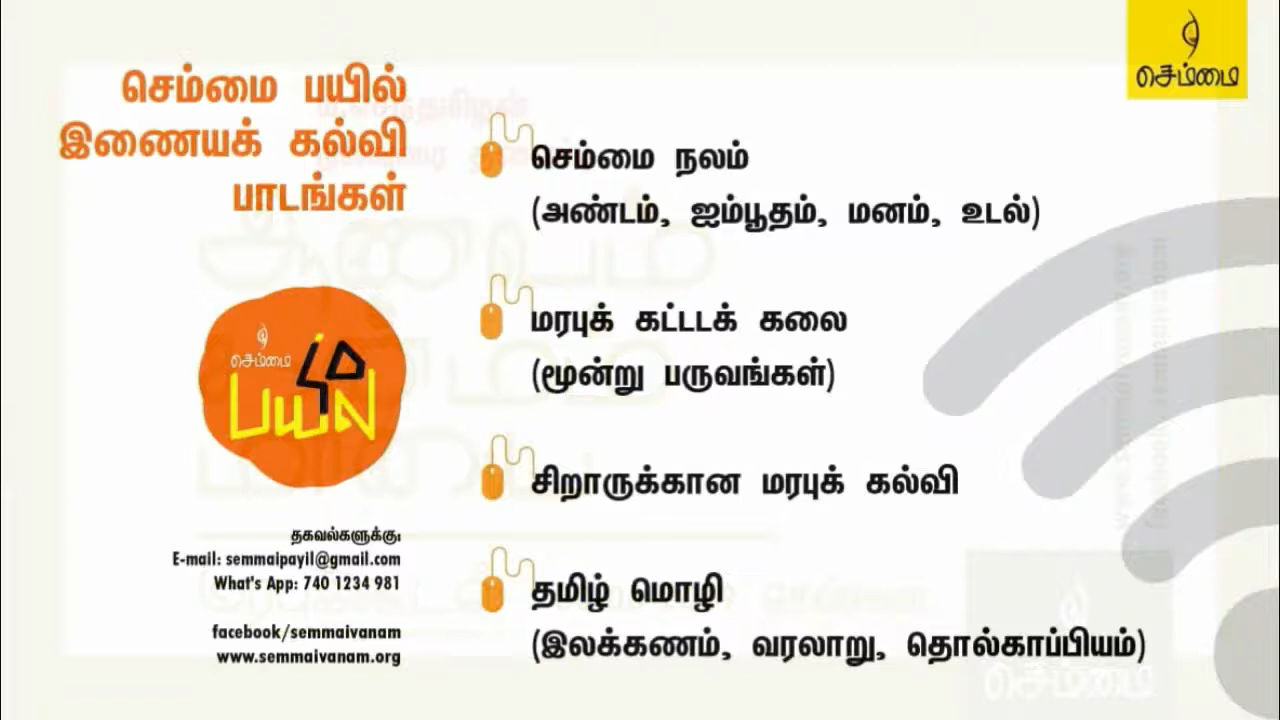 செம்மை
செம்மை பயில்
இணையக் கல்வி
பாடங்கள்
செம்மை
பயில்
தகவல்களுக்கு:
E-mail: semmaipayil@gmail.com
What's App: 740 1234 981
facebook/semmaivanam
www.semmaivanam.org
செம்மை நலம்
(அண்டம், ஐம்பூதம், மனம், உடல்)
மரபுக் கட்டடக் கலை
(மூன்று பருவங்கள்)
சிறாருக்கான மரபுக் கல்வி
தமிழ் மொழி
(இலக்கணம், வரலாறு, தொல்காப்பியம்)
செம்மை